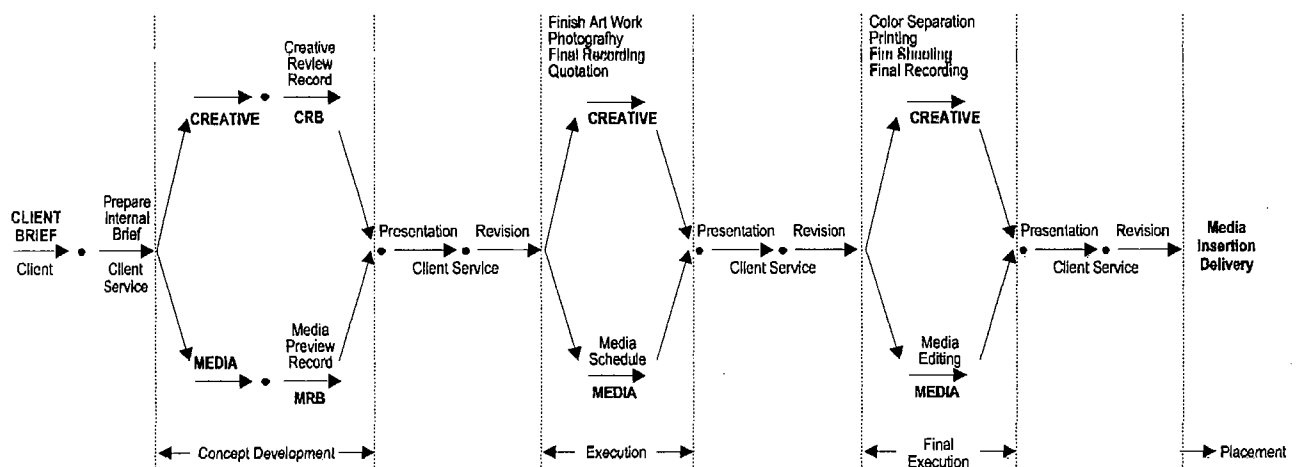 CLIENT
BRIEF
Client
Prepare
Internal
Brief
Client
Service
CREATIVE
Creative
Review
Record
CRB
MEDIA
Media
Preview
Record
MRB
Concept Development
Presentation
Revision
Client Service
Finish Art Work
Photografhy
Final Recording
Quotation
CREATIVE
Media
Schedule
MEDIA
Execution
Presentation
Revision
Client Service
Color Separation
Printing
Fim Shooling
Final Recording
CREATIVE
Media
Editing
MEDIA
Final
Execution
Presentation
Revision
Client Service
Media
Insertion
Delivery
Placement